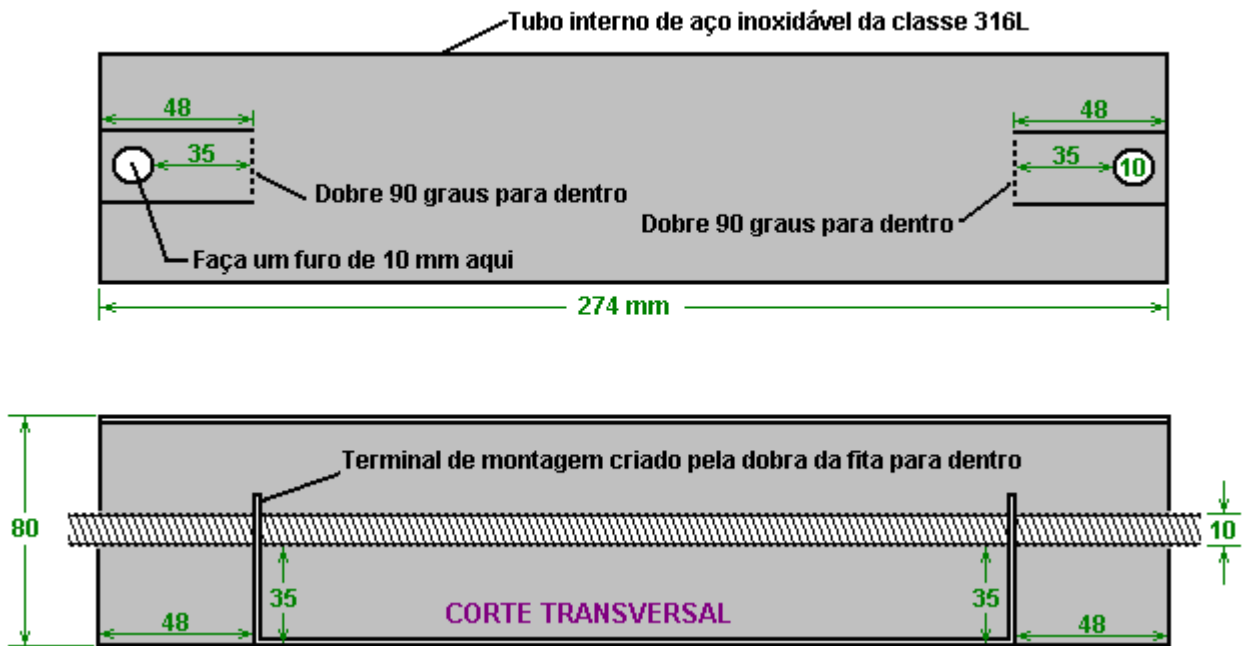 Tubo interno de aço inoxidável da classe 316L
48
48
35
35
10
Dobre 90 graus para dentro
Dobre 90 graus para dentro
Faça um furo de 10 mm aqui
274 mm
Terminal de montagem criado pela dobra da fita para dentro
80
10
35
35
CORTE TRANSVERSAL
48
48